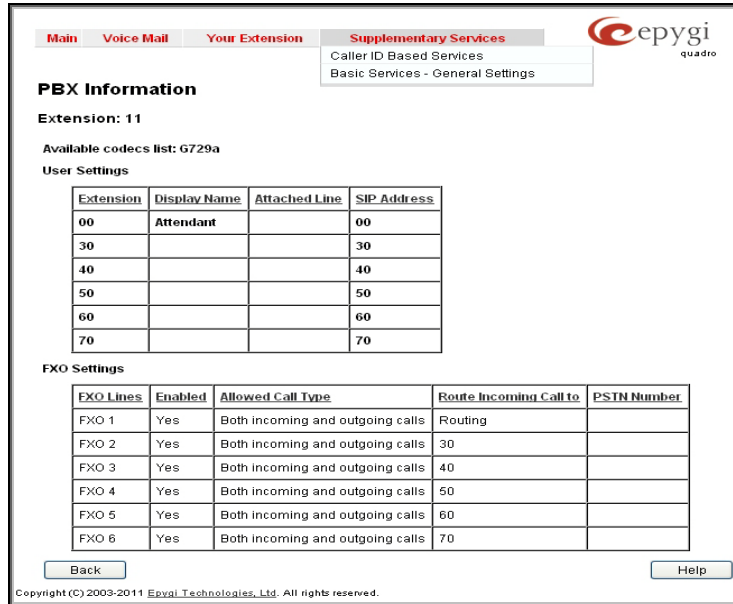 Main Voice Mail Your Extension Supplementary Services
epygi
quadro
Caller ID Based Services
Basic Services - General Settings
PBX Information
Extension: 11
Available codecs list: G729a
User Settings
Extension Display Name Attached Line SIP Address
00 Attendant 00
30 30
40 40
50 50
60 60
70 70
FXO Settings
FXO Lines Enabled Allowed Call Type Route Incoming Call to PSTN Number
FXO 1 Yes Both incoming and outgoing calls Routing
FXO 2 Yes Both incoming and outgoing calls 30
FXO 3 Yes Both incoming and outgoing calls 40
FXO 4 Yes Both incoming and outgoing calls 50
FXO 5 Yes Both incoming and outgoing calls 60
FXO 6 Yes Both incoming and outgoing calls 70
Back Help
Copyright (C) 2003-2011 Epygi Technologies, Ltd. All rights reserved.